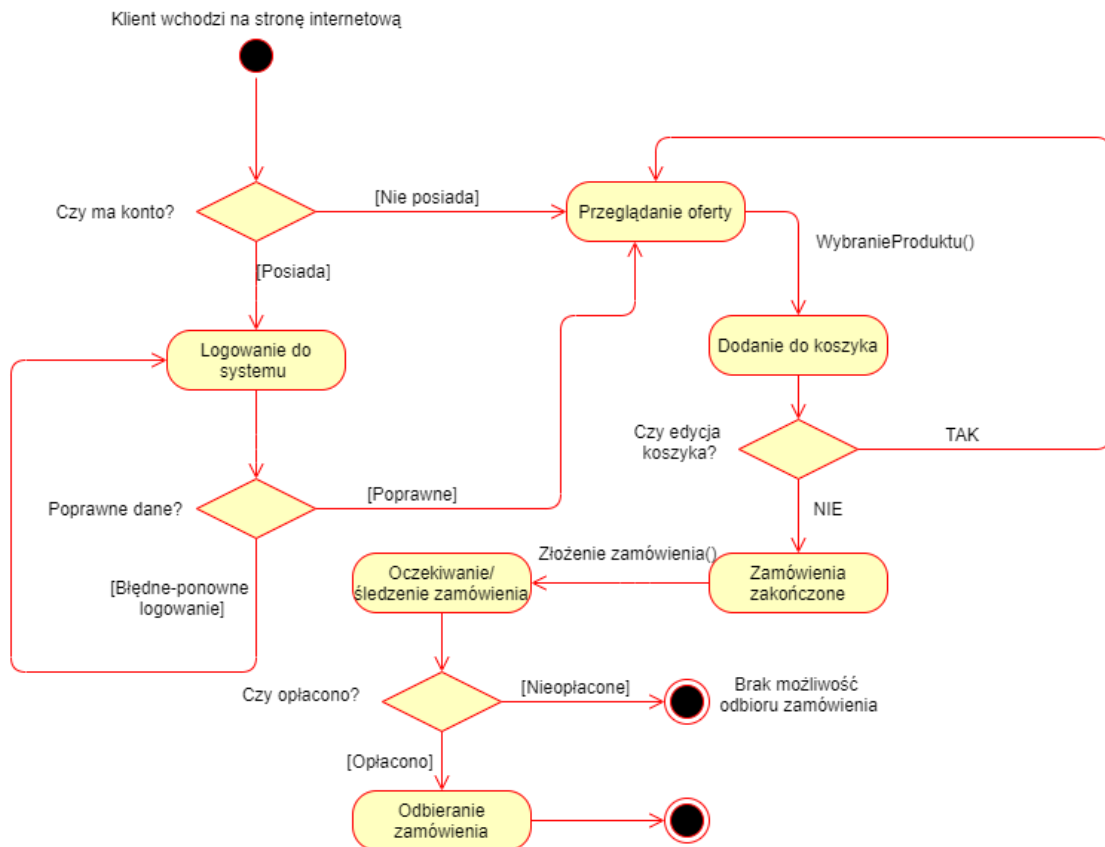 Klient wchodzi na stronę internetową
Czy ma konto?
[Nie posiada]
Przeglądanie oferty
WybranieProduktu()
[Posiada]
Logowanie do
systemu
Dodanie do koszyka
Czy edycja
koszyka?
TAK
Poprawne dane?
[Poprawne]
NIE
[Błędne-ponowne
logowanie]
Oczekiwanie/
śledzenie zamówienia
Złożenie zamówienia()
Zamówienia
zakończone
Czy opłacono?
[Nieopłacone]
Brak możliwość
odbioru zamówienia
[Opłacono]
Odbieranie
zamówienia